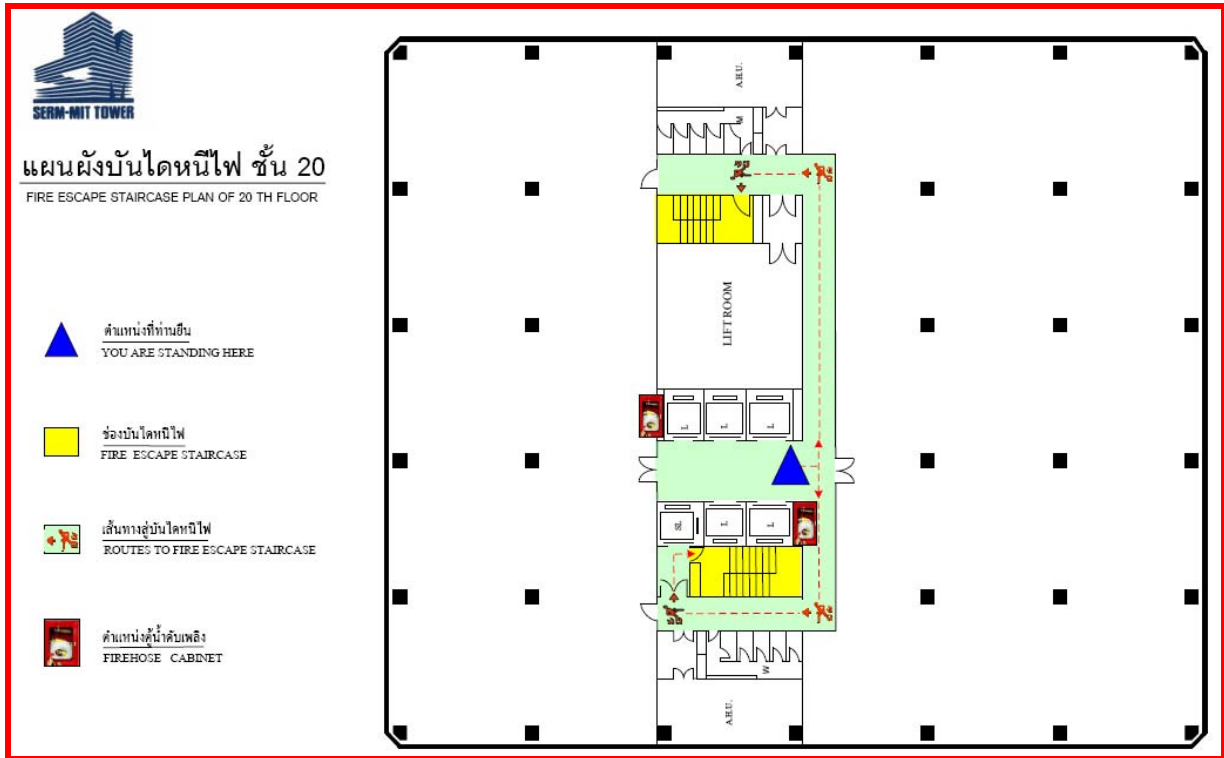 SERM-MIT TOWER
แผนผังบันไดหนีไฟ ชั้น 20
FIRE ESCAPE STAIRCASE PLAN OF 20 TH FLOOR
ตำแหน่งที่ท่านยืน
YOU ARE STANDING HERE
ช่องบันไดหนีไฟ
FIRE ESCAPE STAIRCASE
เส้นทางสู่บันไดหนีไฟ
ROUTES TO FIRE ESCAPE STAIRCASE
ตำแหน่งตู้น้ำดับเพลิง
FIREHOSE CABINET
A.H.U.
M
LIFT ROOM
L
L
L
SL
L
L
W
A.H.U.